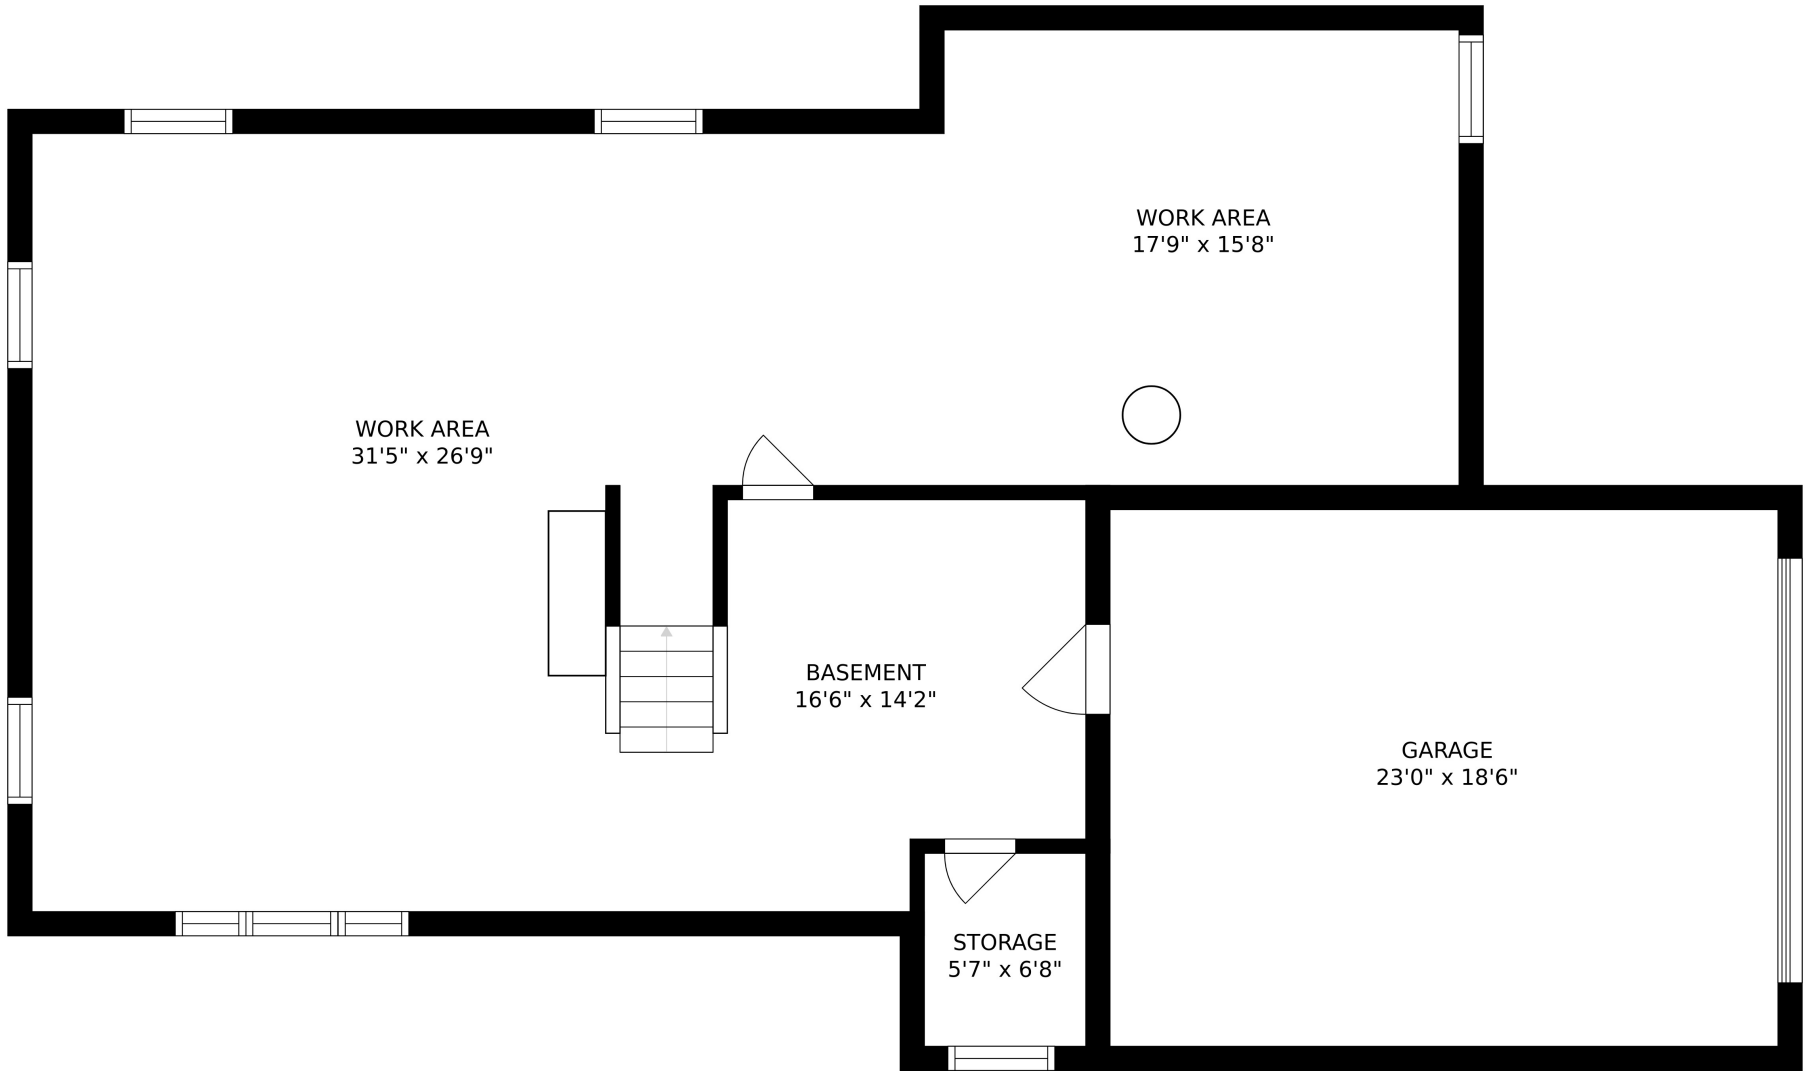 WORK AREA
17'9" x 15'8"
WORK AREA
31'5" x 26'9"
BASEMENT
16'6" x 14'2"
GARAGE
23'0" x 18'6"
STORAGE
5'7" x 6'8"